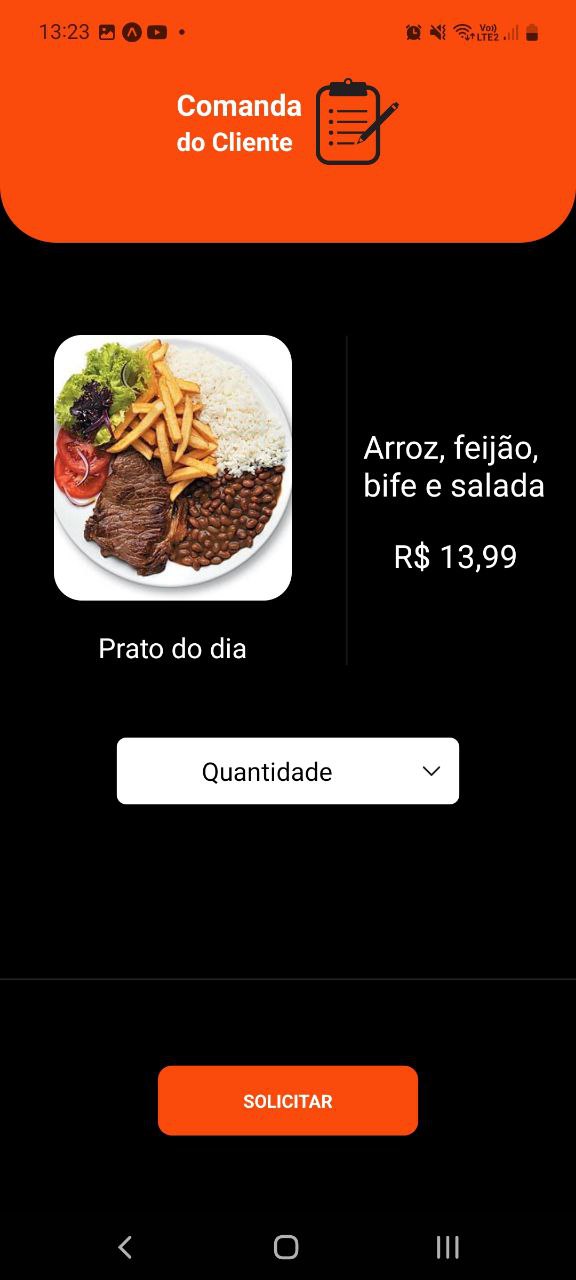 13:23
Vo))
LTE2
Comanda
do Cliente
Arroz, feijão,
bife e salada
R$ 13,99
Prato do dia
Quantidade
SOLICITAR